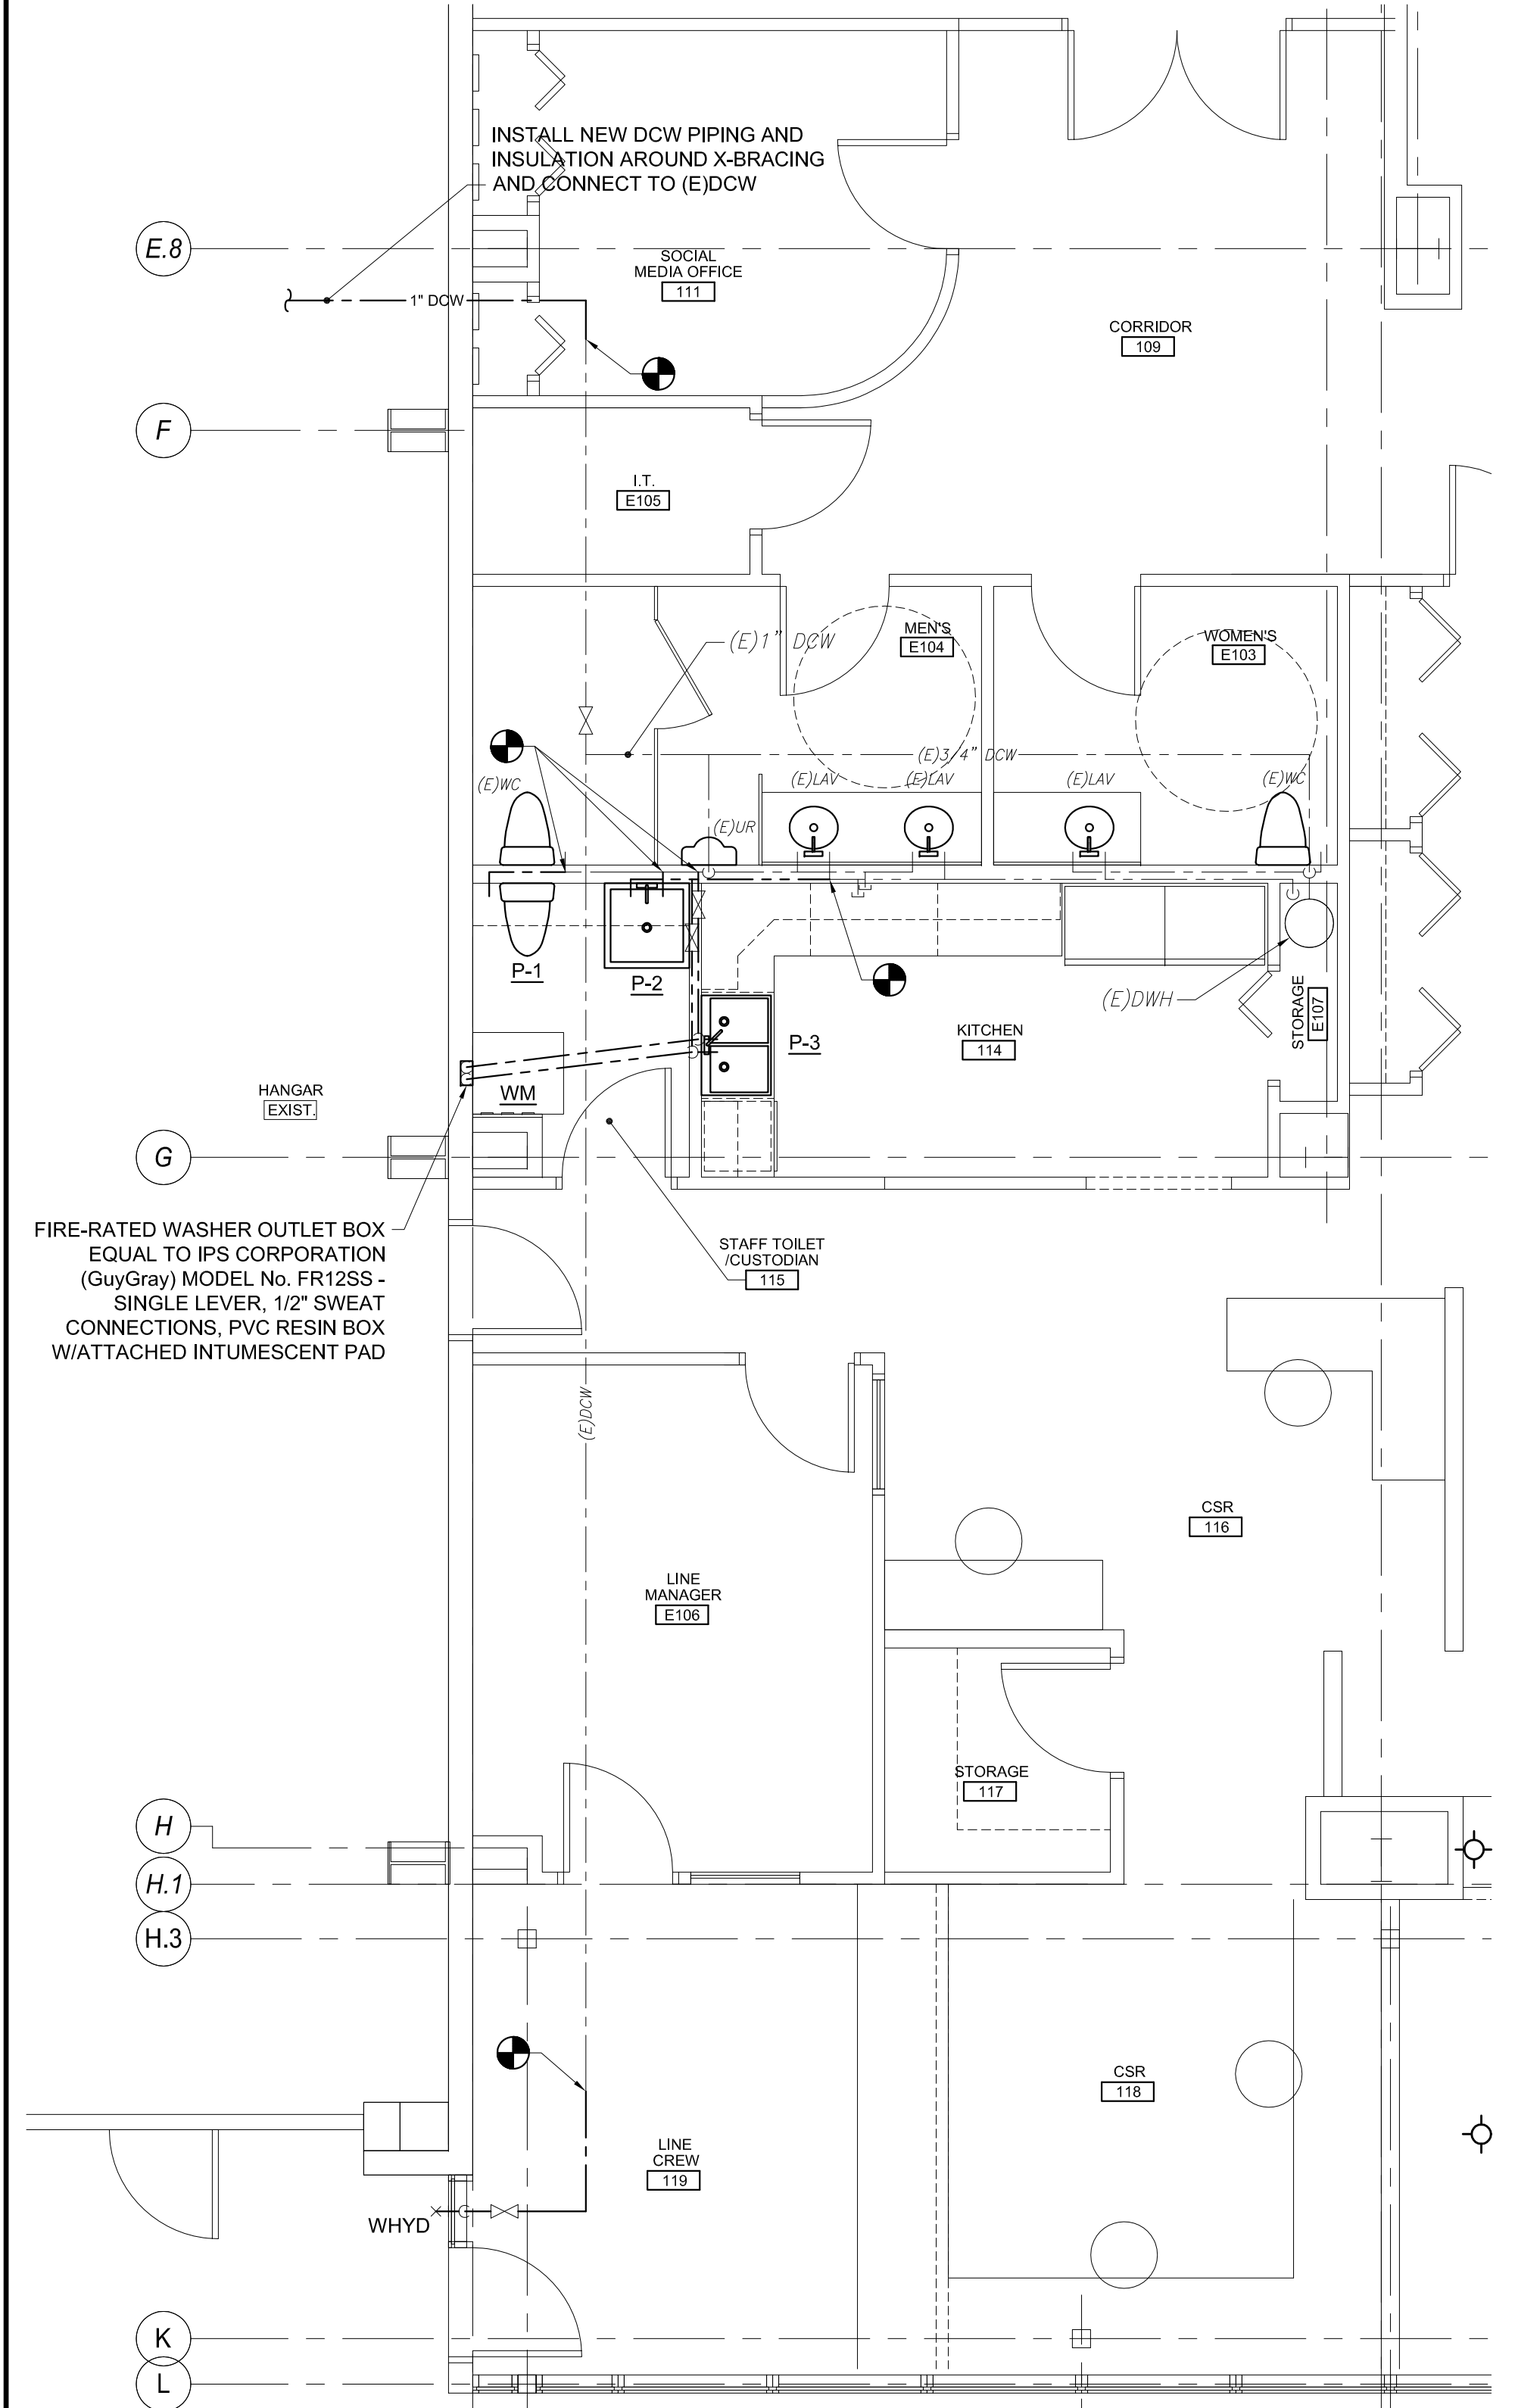 INSTALL NEW DCW PIPING AND
INSULATION AROUND X-BRACING
AND CONNECT TO (E)DCW
E.8
SOCIAL
MEDIA OFFICE
111
1" DCW
CORRIDOR
109
F
I.T.
E105
(E)1" DCW
MEN'S
E104
WOMEN'S
E103
(E)3/4" DCW
(E)WC
(E)LAV
(E)LAV
(E)LAV
(E)WC
(E)UR
P-1
P-2
P-3
(E)DWH
STORAGE
E107
KITCHEN
114
WM
HANGAR
EXIST.
G
FIRE-RATED WASHER OUTLET BOX
EQUAL TO IPS CORPORATION
(GuyGray) MODEL No. FR12SS -
SINGLE LEVER, 1/2" SWEAT
CONNECTIONS, PVC RESIN BOX
W/ATTACHED INTUMESCENT PAD
STAFF TOILET
/CUSTODIAN
115
(E)DCW
CSR
116
LINE
MANAGER
E106
STORAGE
117
H
H.1
H.3
CSR
118
LINE
CREW
119
WHYD
K
L